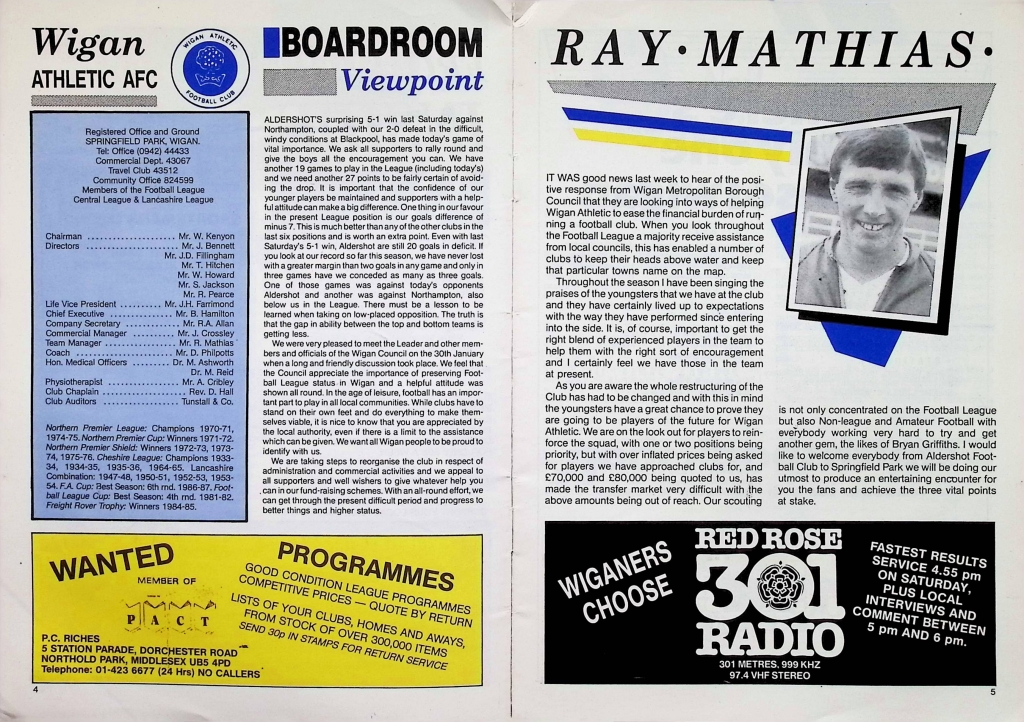 Wigan
ATHLETIC AFC
WIGAN ATHLETIC
FOOTBALL CLUB
Registered Office and Ground
SPRINGFIELD PARK, WIGAN.
Tel: Office (0942) 44433
Commercial Dept. 43067
Travel Club 43512
Community Office 824599
Members of the Football League
Central League & Lancashire League
Chairman ........................ Mr. W. Kenyon
Directors ........................ Mr. J. Bennett
Mr. J.D. Fillingham
Mr. T. Hitchen
Mr. W. Howard
Mr. S. Jackson
Mr. R. Pearce
Life Vice President .......... Mr. J.H. Farrimond
Chief Executive ............... Mr. B. Hamilton
Company Secretary ............ Mr. R.A. Allan
Commercial Manager .......... Mr. J. Crossley
Team Manager .................. Mr. R. Mathias
Coach .......................... Mr. D. Philpotts
Hon. Medical Officers ........ Dr. M. Ashworth
Dr. M. Reid
Physiotherapist ................. Mr. A. Cribley
Club Chaplain .................... Rev. D. Hall
Club Auditors .................. Tunstall & Co.
Northern Premier League: Champions 1970-71,
1974-75. Northern Premier Cup: Winners 1971-72.
Northern Premier Shield: Winners 1972-73, 1973-
74, 1975-76. Cheshire League: Champions 1933-
34, 1934-35, 1935-36, 1964-65. Lancashire
Combination: 1947-48, 1950-51, 1952-53, 1953-
54. F.A. Cup: Best Season: 6th rnd. 1986-87. Foot-
ball League Cup: Best Season: 4th rnd. 1981-82.
Freight Rover Trophy: Winners 1984-85.
BOARDROOM
Viewpoint
ALDERSHOT'S surprising 5-1 win last Saturday against
Northampton, coupled with our 2-0 defeat in the difficult,
windy conditions at Blackpool, has made today's game of
vital importance. We ask all supporters to rally round and
give the boys all the encouragement you can. We have
another 19 games to play in the League (including today's)
and we need another 27 points to be fairly certain of avoid-
ing the drop. It is important that the confidence of our
younger players be maintained and supporters with a help-
ful attitude can make a big difference. One thing in our favour
in the present League position is our goals difference of
minus 7. This is much better than any of the other clubs in the
last six positions and is worth an extra point. Even with last
Saturday's 5-1 win, Aldershot are still 20 goals in deficit. If
you look at our record so far this season, we have never lost
with a greater margin than two goals in any game and only in
three games have we conceded as many as three goals.
One of those games was against today's opponents
Aldershot and another was against Northampton, also
below us in the League. There must be a lesson to be
learned when taking on low-placed opposition. The truth is
that the gap in ability between the top and bottom teams is
getting less.
We were very pleased to meet the Leader and other mem-
bers and officials of the Wigan Council on the 30th January
when a long and friendly discussion took place. We feel that
the Council appreciate the importance of preserving Foot-
ball League status in Wigan and a helpful attitude was
shown all round. In the age of leisure, football has an impor-
tant part to play in all local communities. While clubs have to
stand on their own feet and do everything to make them-
selves viable, it is nice to know that you are appreciated by
the local authority, even if there is a limit to the assistance
which can be given. We want all Wigan people to be proud to
identify with us.
We are taking steps to reorganise the club in respect of
administration and commercial activities and we appeal to
all supporters and well wishers to give whatever help you
can in our fund-raising schemes. With an all-round effort, we
can get through the present difficult period and progress to
better things and higher status.
WANTED
MEMBER OF
PACT
P.C. RICHES
5 STATION PARADE, DORCHESTER ROAD
NORTHOLD PARK, MIDDLESEX UB5 4PD
Telephone: 01-423 6677 (24 Hrs) NO CALLERS
PROGRAMMES
GOOD CONDITION LEAGUE PROGRAMMES
COMPETITIVE PRICES — QUOTE BY RETURN
LISTS OF YOUR CLUBS, HOMES AND AWAYS,
FROM STOCK OF OVER 300,000 ITEMS
SEND 30p IN STAMPS FOR RETURN SERVICE
4
RAY·MATHIAS·
IT WAS good news last week to hear of the pos-
itive response from Wigan Metropolitan Borough
Council that they are looking into ways of helping
Wigan Athletic to ease the financial burden of run-
ning a football club. When you look throughout
the Football League a majority receive assistance
from local councils, this has enabled a number of
clubs to keep their heads above water and keep
that particular towns name on the map.
Throughout the season I have been singing the
praises of the youngsters that we have at the club
and they have certainly lived up to expectations
with the way they have performed since entering
into the side. It is, of course, important to get the
right blend of experienced players in the team to
help them with the right sort of encouragement
and I certainly feel we have those in the team
at present.
As you are aware the whole restructuring of the
Club has had to be changed and with this in mind
the youngsters have a great chance to prove they
are going to be players of the future for Wigan
Athletic. We are on the look out for players to rein-
force the squad, with one or two positions being
priority, but with over inflated prices being asked
for players we have approached clubs for, and
£70,000 and £80,000 being quoted to us, has
made the transfer market very difficult with the
above amounts being out of reach. Our scouting
is not only concentrated on the Football League
but also Non-league and Amateur Football with
everybody working very hard to try and get
another gem, the likes of Bryan Griffiths. I would
like to welcome everybody from Aldershot Foot-
ball Club to Springfield Park we will be doing our
utmost to produce an entertaining encounter for
you the fans and achieve the three vital points
at stake.
WIGANERS
CHOOSE
RED ROSE
301
RADIO
301 METRES. 999 KHZ
97.4 VHF STEREO
FASTEST RESULTS
SERVICE 4.55 pm
ON SATURDAY,
PLUS LOCAL
INTERVIEWS AND
COMMENT BETWEEN
5 pm AND 6 pm.
5